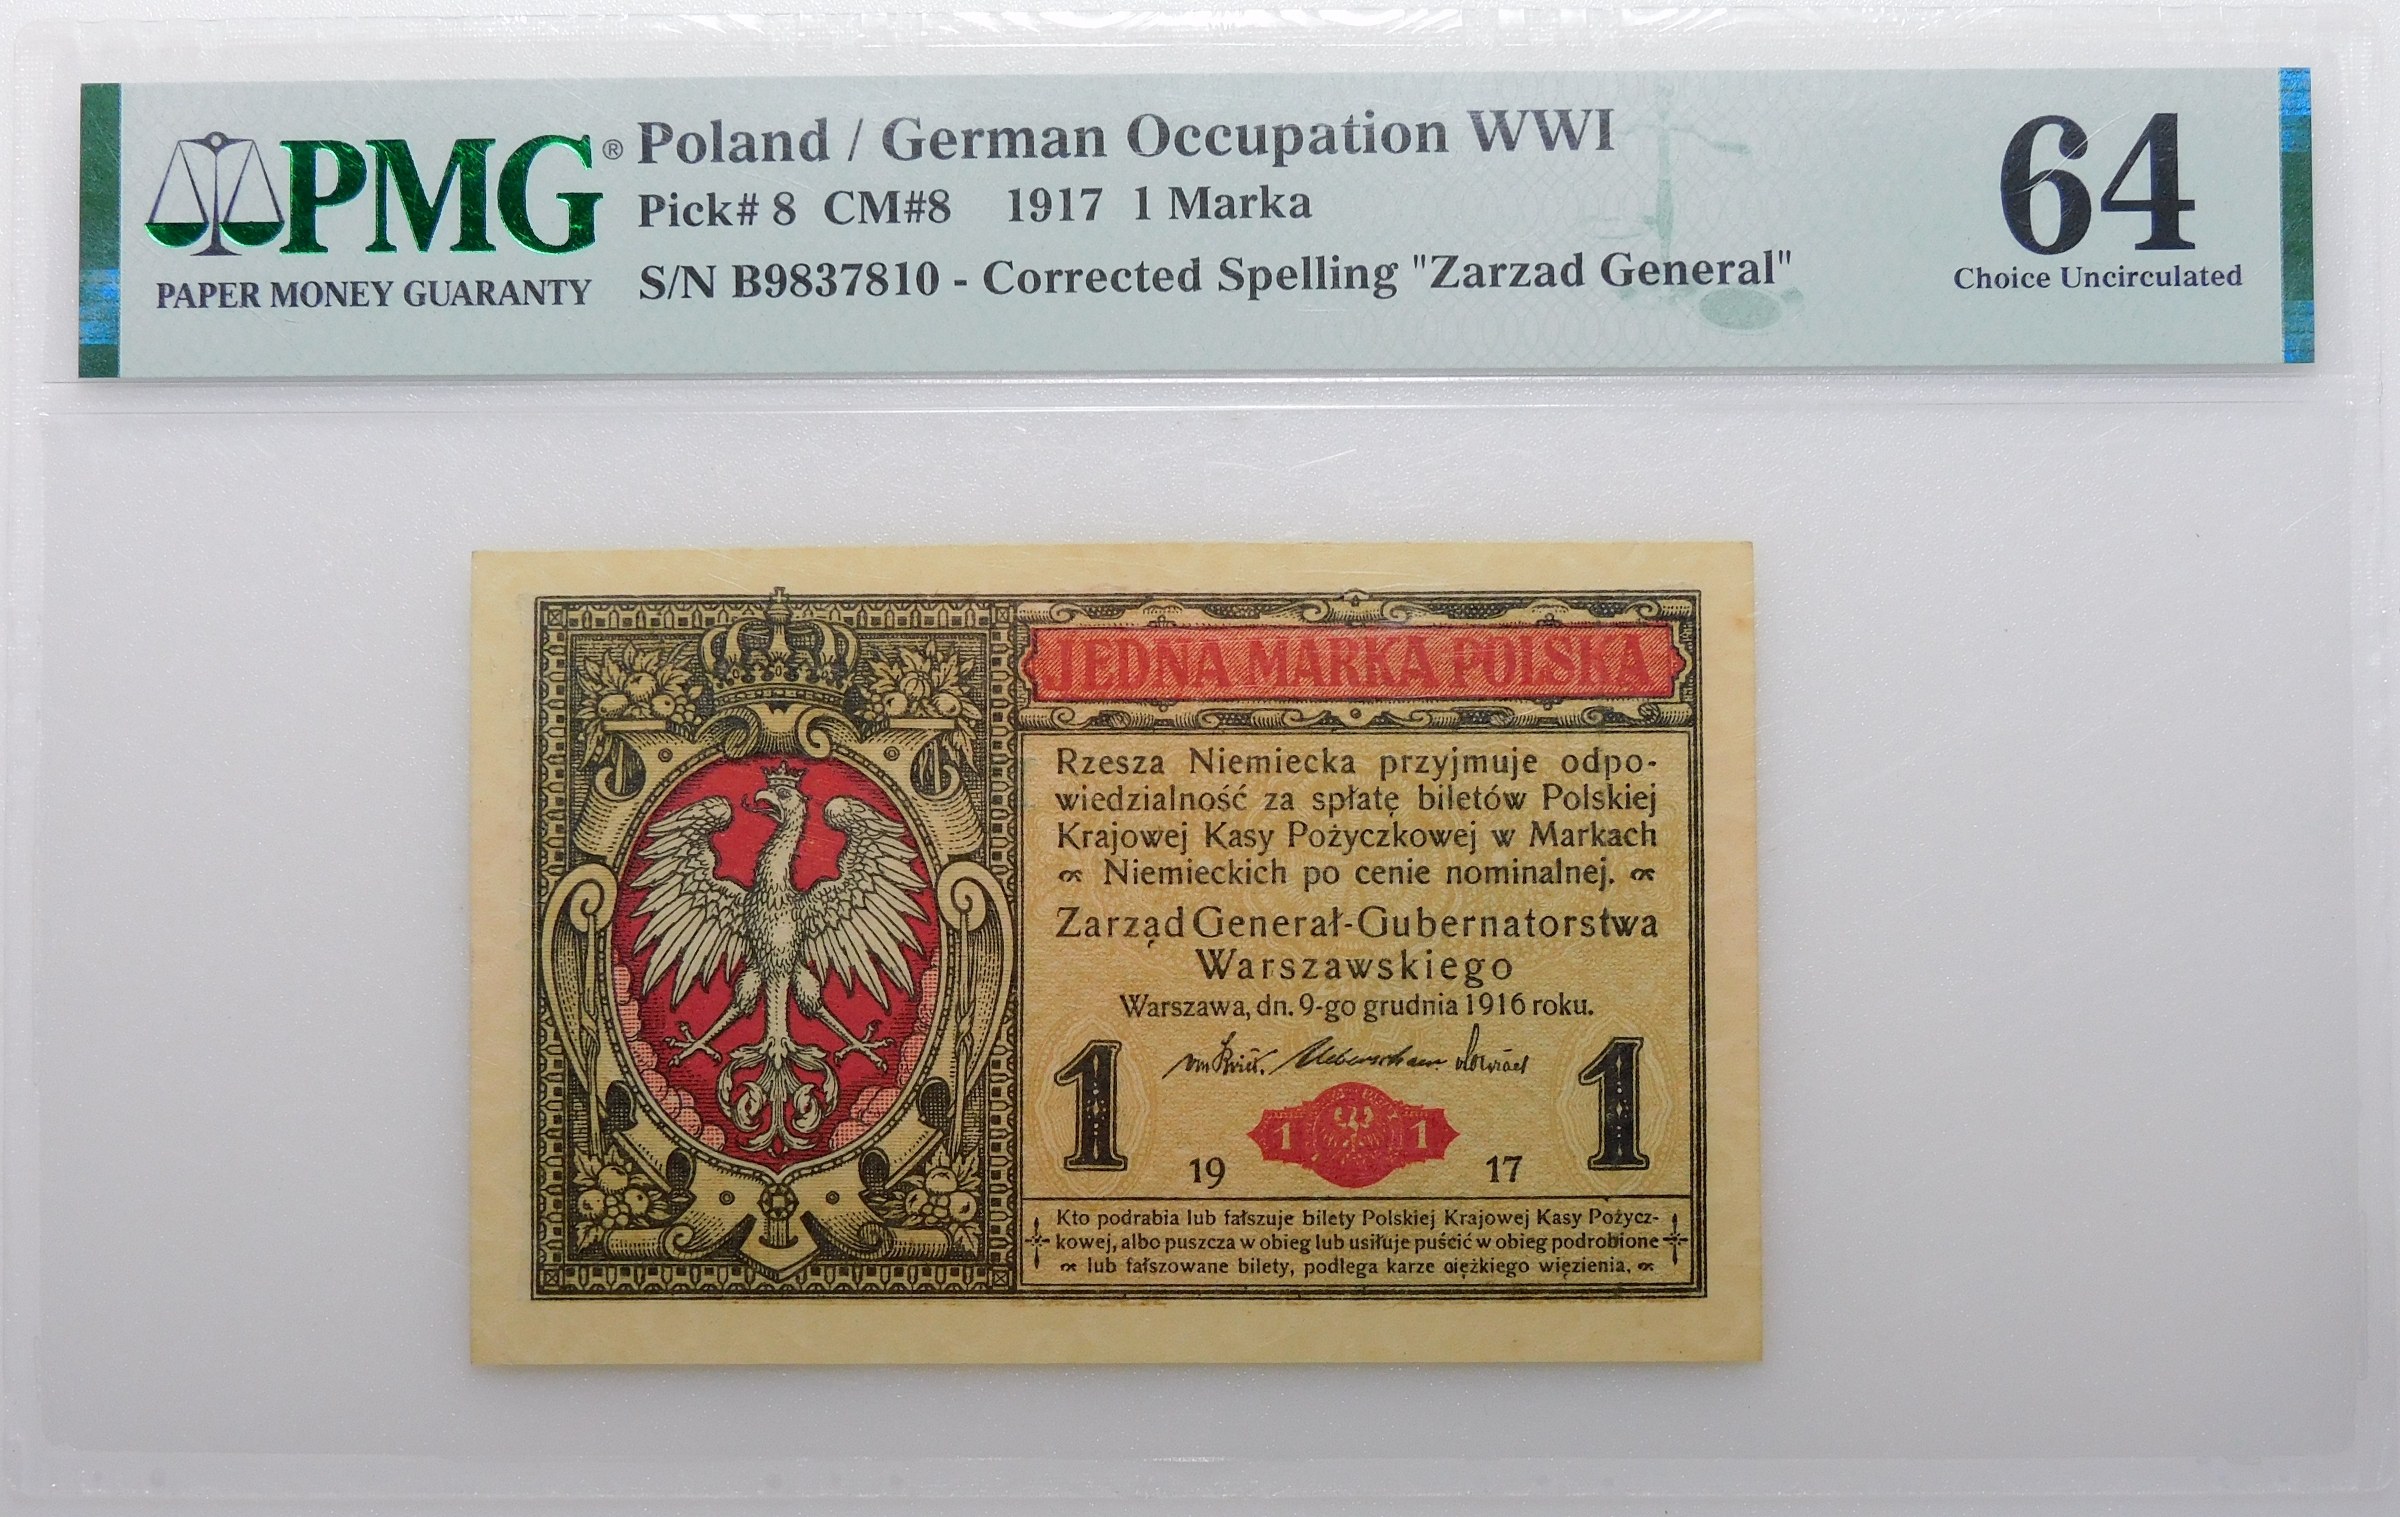 PMG®
PAPER MONEY GUARANTY
Poland / German Occupation WWI
Pick# 8 CM#8 1917 1 Marka
S/N B9837810 - Corrected Spelling "Zarzad General"
64
Choice Uncirculated
JEDNA MARKA POLSKA
Rzesza Niemiecka przyjmuje odpo-
wiedzialność za spłatę biletów Polskiej
Krajowej Kasy Pożyczkowej w Markach
Niemieckich po cenie nominalnej.
Zarząd Generał-Gubernatorstwa
Warszawskiego
Warszawa, dn. 9-go grudnia 1916 roku.
1 1
1 1
19 17
Kto podrabia lub fałszuje bilety Polskiej Krajowej Kasy Pożycz-
kowej, albo puszcza w obieg lub usiłuje puścić w obieg podrobione
lub fałszowane bilety, podlega karze ciężkiego więzienia.